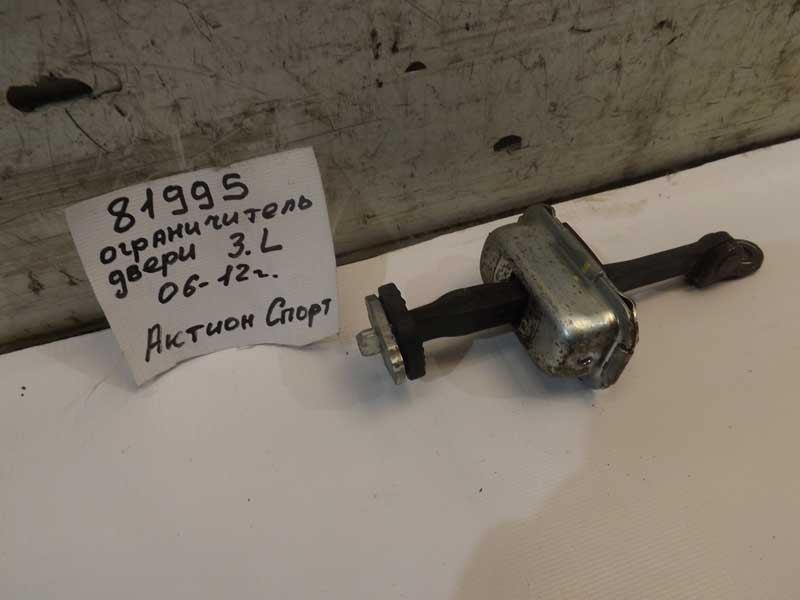 81995
ограничитель
двери З.L
06-12г.
Актион Спорт